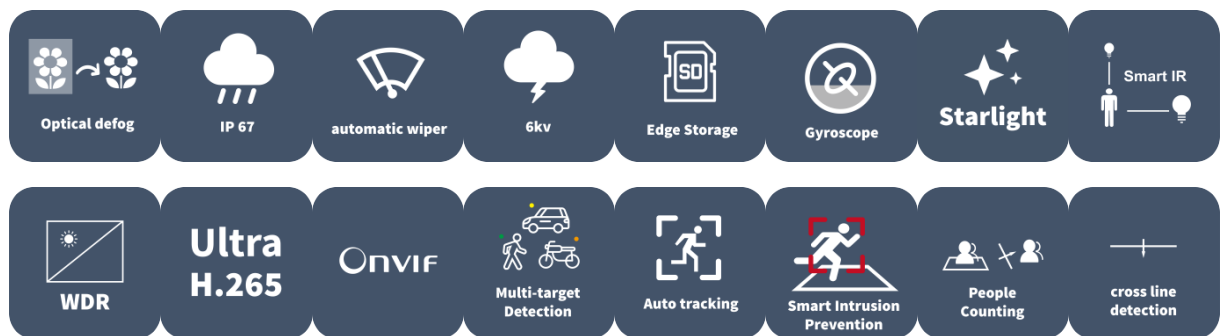 Optical defog
IP 67
automatic wiper
6kv
SD
Edge Storage
Gyroscope
Starlight
Smart IR
WDR
Ultra
H.265
ONVIF
Multi-target
Detection
Auto tracking
Smart Intrusion
Prevention
People
Counting
cross line
detection